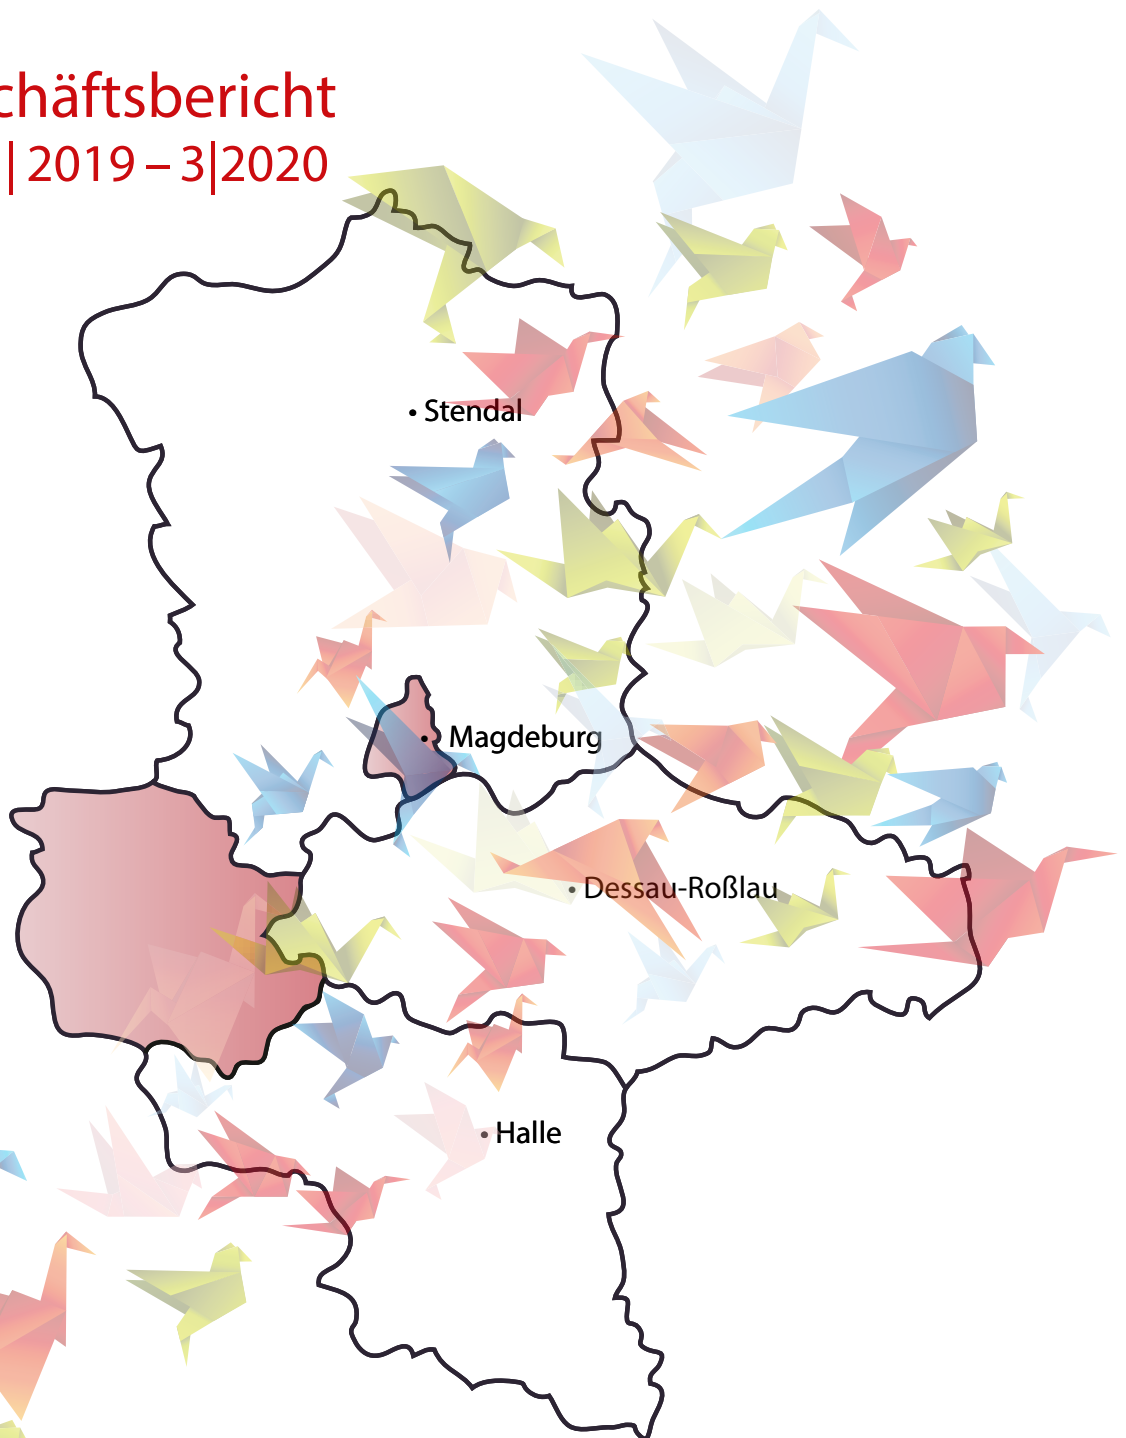 chäftsbericht
| 2019 – 3|2020
• Stendal
• Magdeburg
• Dessau-Roßlau
• Halle